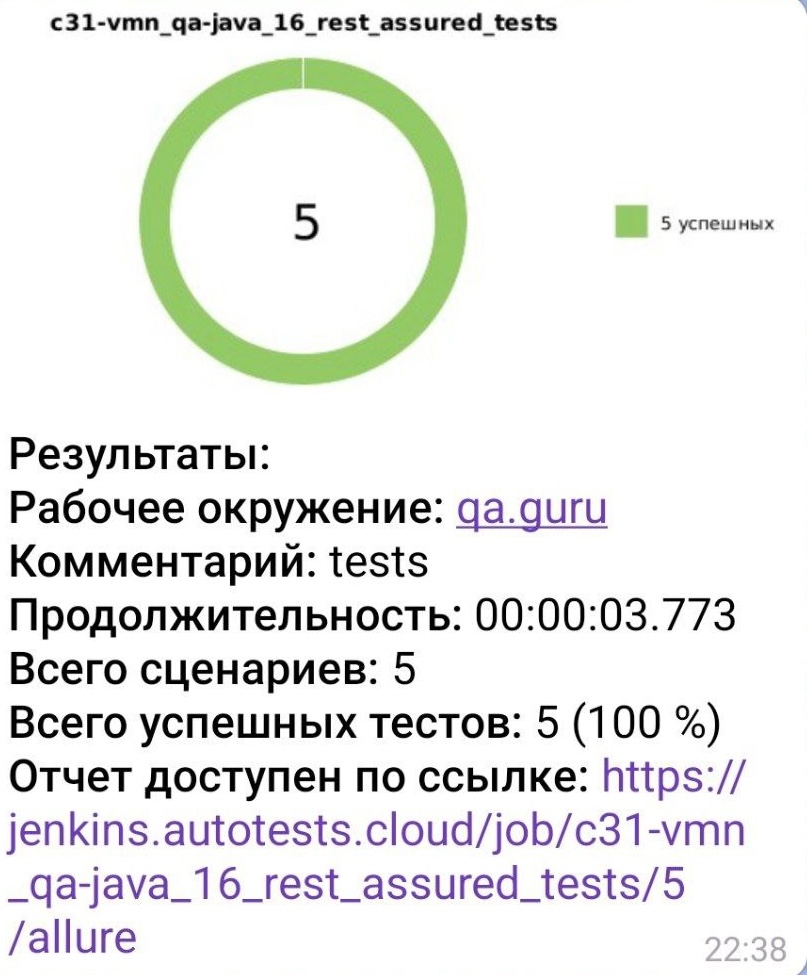 c31-vmn_qa-java_16_rest_assured_tests
5
5 успешных
Результаты:
Рабочее окружение: qa.guru
Комментарий: tests
Продолжительность: 00:00:03.773
Всего сценариев: 5
Всего успешных тестов: 5 (100 %)
Отчет доступен по ссылке: https://
jenkins.autotests.cloud/job/c31-vmn
_qa-java_16_rest_assured_tests/5
/allure
22:38